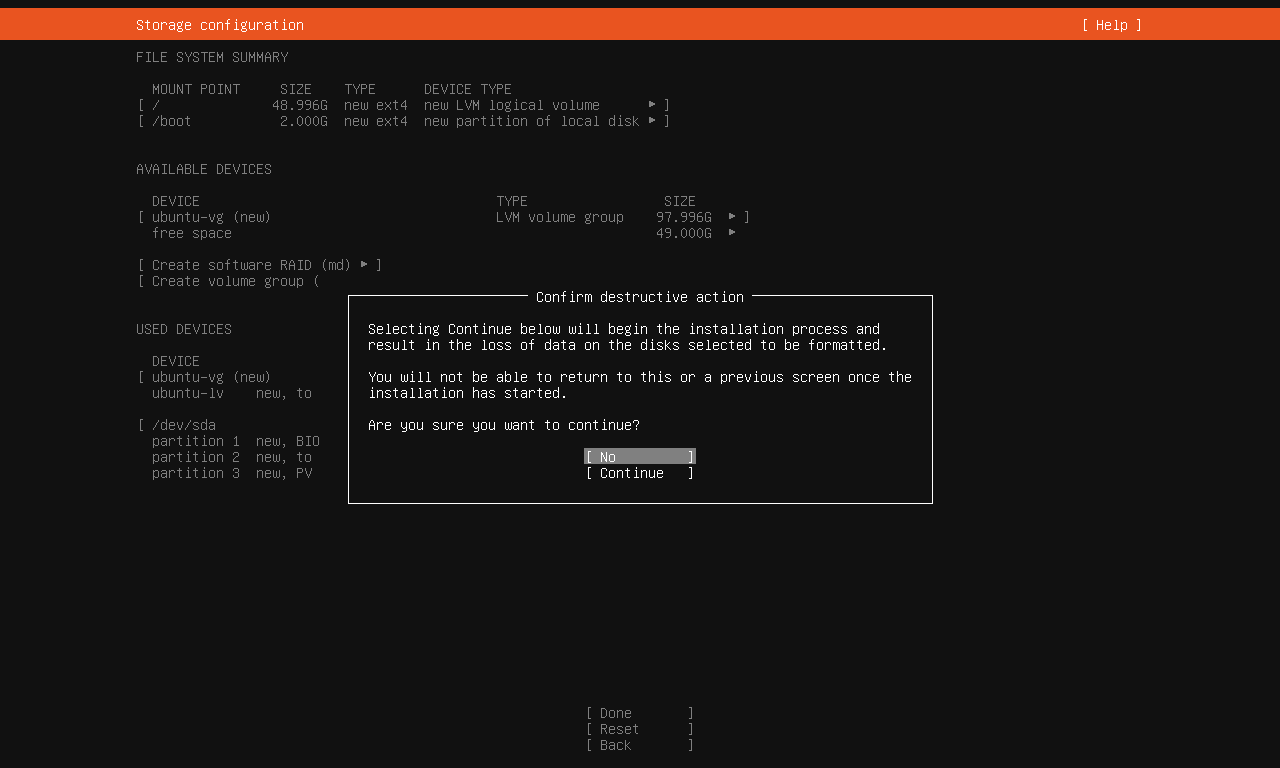 Storage configuration [ Help ]
FILE SYSTEM SUMMARY
MOUNT POINT SIZE TYPE DEVICE TYPE
[ / 48.996G new ext4 new LVM logical volume ▸ ]
[ /boot 2.000G new ext4 new partition of local disk ▸ ]
AVAILABLE DEVICES
DEVICE TYPE SIZE
[ ubuntu-vg (new) LVM volume group 97.996G ▸ ]
free space 49.000G ▸
[ Create software RAID (md) ▸ ]
[ Create volume group (
USED DEVICES
DEVICE
[ ubuntu-vg (new)
ubuntu-lv new, to
[ /dev/sda
partition 1 new, BIO
partition 2 new, to
partition 3 new, PV
Confirm destructive action
Selecting Continue below will begin the installation process and
result in the loss of data on the disks selected to be formatted.
You will not be able to return to this or a previous screen once the
installation has started.
Are you sure you want to continue?
[ No ]
[ Continue ]
[ Done ]
[ Reset ]
[ Back ]